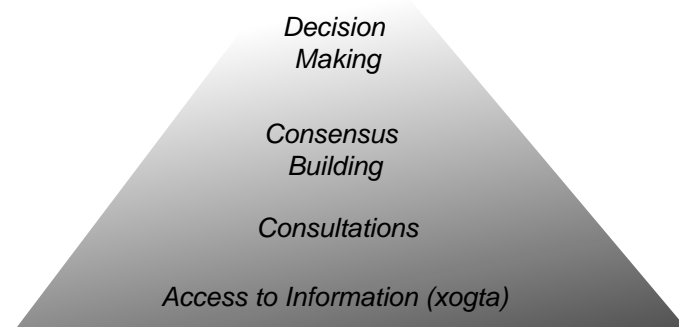 Decision
Making
Consensus
Building
Consultations
Access to Information (xogta)